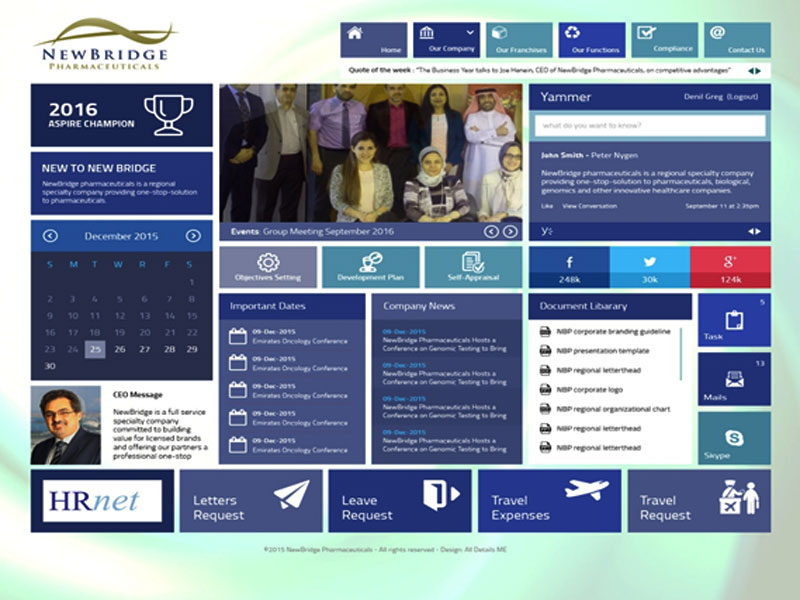 NEWBRIDGE
PHARMACEUTICALS
Home
Our Company
Our Franchises
Our Functions
Compliance
@
Contact Us
Quote of the week : "The Business Year talks to Joe Henein, CEO of NewBridge Pharmaceuticals, on competitive advantages"
2016
ASPIRE CHAMPION
NEW TO NEW BRIDGE
NewBridge pharmaceuticals is a regional
specialty company providing one-stop-solution
to pharmaceuticals.
December 2015
S M T W R F S
1
2 3 4 5 6 7 8
9 10 11 12 13 14 15
16 17 18 19 20 21 22
23 24 25 26 27 28 29
30
CEO Message
NewBridge is a full service
specialty company
committed to building
value for licensed brands
and offering our partners a
professional one-stop
Events: Group Meeting September 2016
Objectives Setting
Development Plan
Self-Appraisal
Important Dates
09-Dec-2015
Emirates Oncology Conference
09-Dec-2015
Emirates Oncology Conference
09-Dec-2015
Emirates Oncology Conference
09-Dec-2015
Emirates Oncology Conference
09-Dec-2015
Emirates Oncology Conference
Company News
09-Dec-2015
NewBridge Pharmaceuticals Hosts a
Conference on Genomic Testing to Bring
09-Dec-2015
NewBridge Pharmaceuticals Hosts a
Conference on Genomic Testing to Bring
09-Dec-2015
NewBridge Pharmaceuticals Hosts a
Conference on Genomic Testing to Bring
09-Dec-2015
NewBridge Pharmaceuticals Hosts a
Conference on Genomic Testing to Bring
Yammer
Denil Greg (Logout)
what do you want to know?
John Smith - Peter Nygen
NewBridge pharmaceuticals is a regional specialty company
providing one-stop-solution to pharmaceuticals, biological,
genomics and other innovative healthcare companies.
Like View Conversation September 11 at 2:35pm
248k
30k
124k
Document Libarary
NBP corporate branding guideline
NBP presentation template
NBP regional letterhead
NBP corporate logo
NBP regional organizational chart
NBP regional letterhead
NBP regional letterhead
5
Task
13
Mails
Skype
HRnet
Letters
Request
Leave
Request
Travel
Expenses
Travel
Request
©2015 NewBridge Pharmaceuticals - All rights reserved - Design: All Details ME